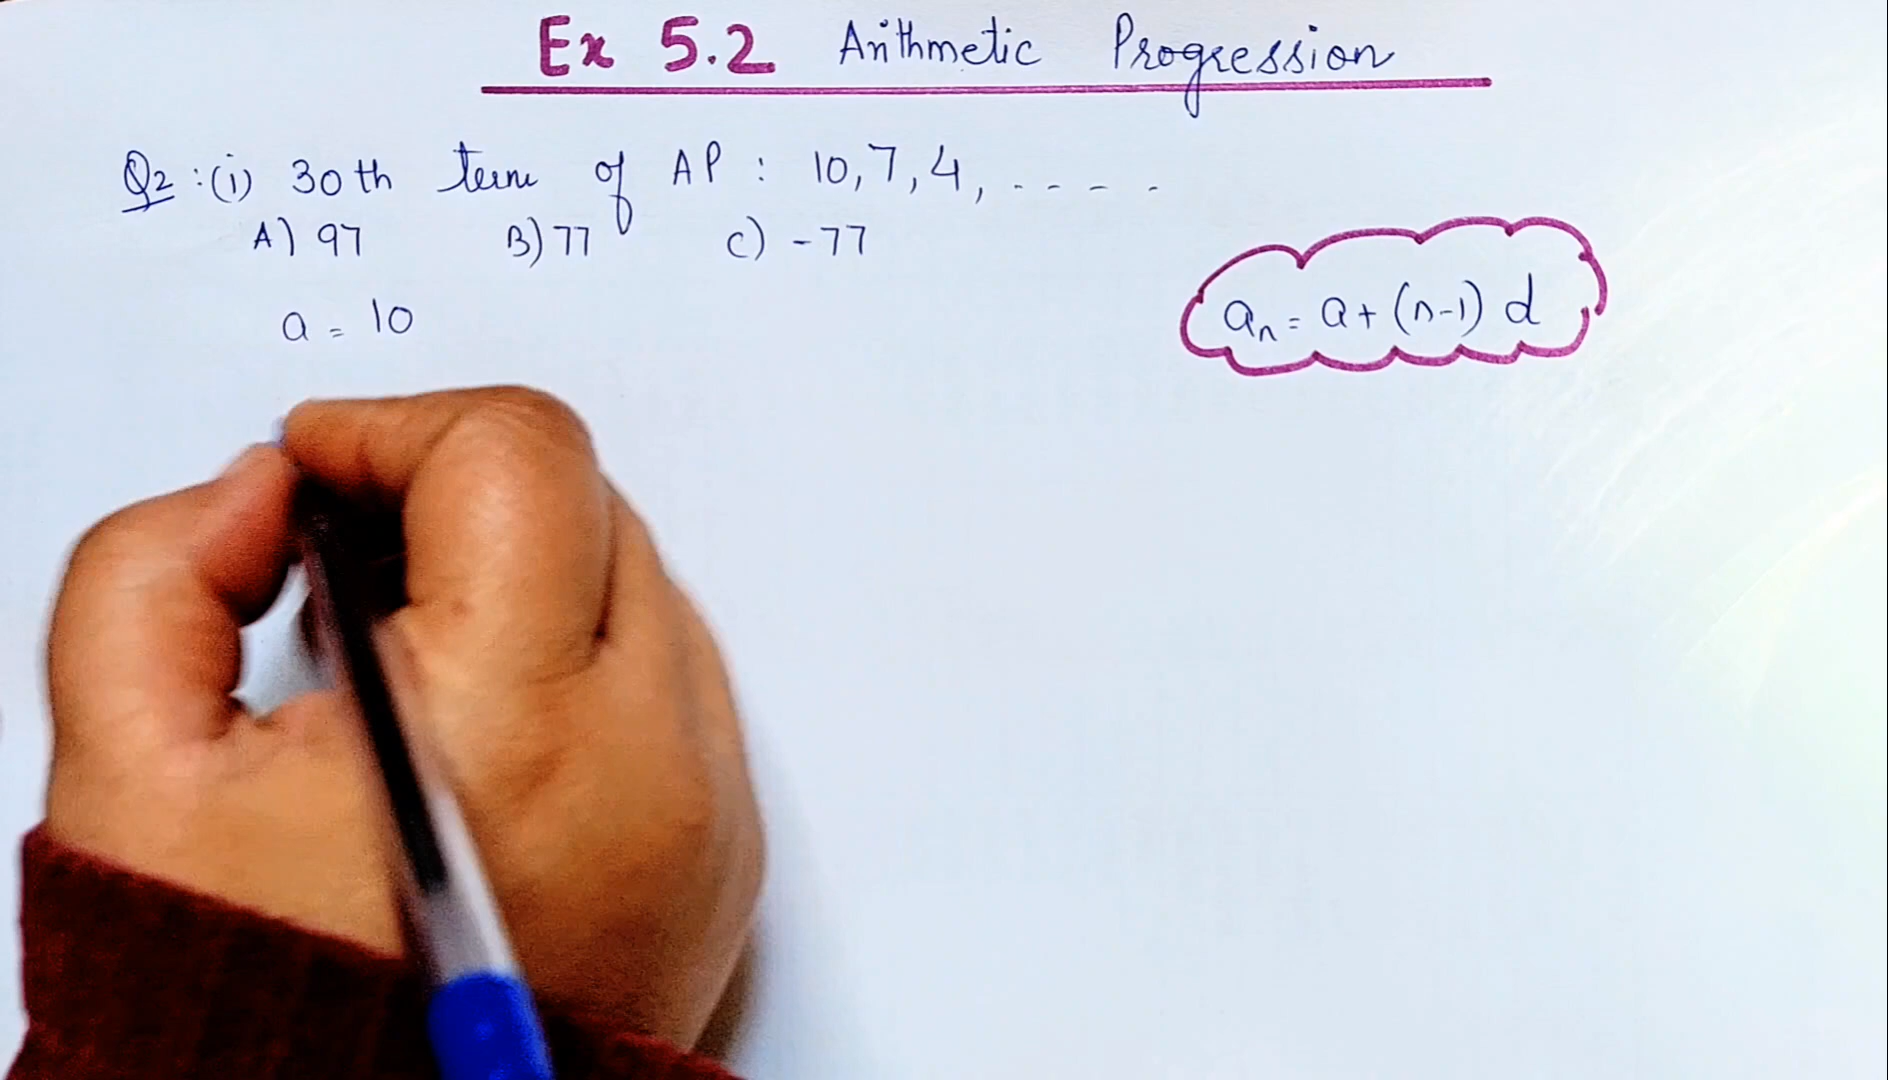 Ex 5.2 Arithmetic Progression
Q2 : (i) 30th term of AP : 10, 7, 4, - - - -
A) 97 B) 77 C) -77
a = 10
an = a + (n-1) d